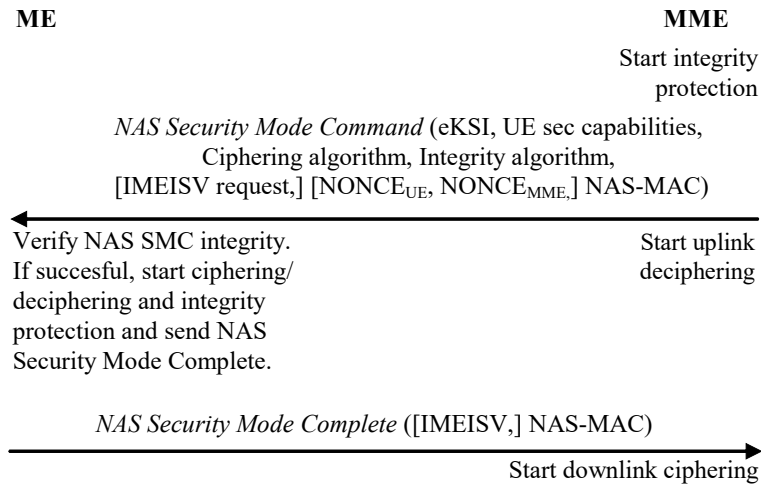 ME
MME
Start integrity
protection
NAS Security Mode Command (eKSI, UE sec capabilities,
Ciphering algorithm, Integrity algorithm,
[IMEISV request,] [NONCEUE, NONCEMME,] NAS-MAC)
Verify NAS SMC integrity.
If succesful, start ciphering/
deciphering and integrity
protection and send NAS
Security Mode Complete.
Start uplink
deciphering
NAS Security Mode Complete ([IMEISV,] NAS-MAC)
Start downlink ciphering